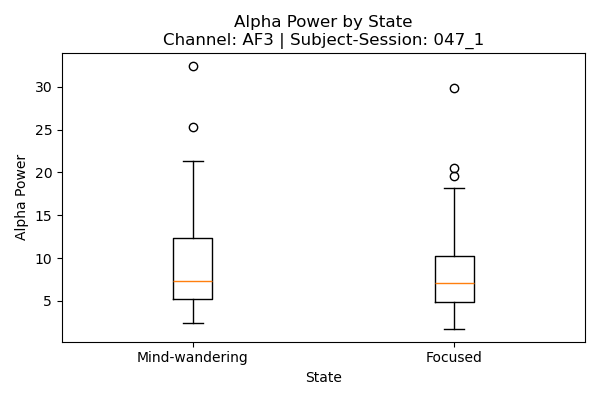 Alpha Power by State
Channel: AF3 | Subject-Session: 047_1
Alpha Power
30
25
20
15
10
5
Mind-wandering
Focused
State